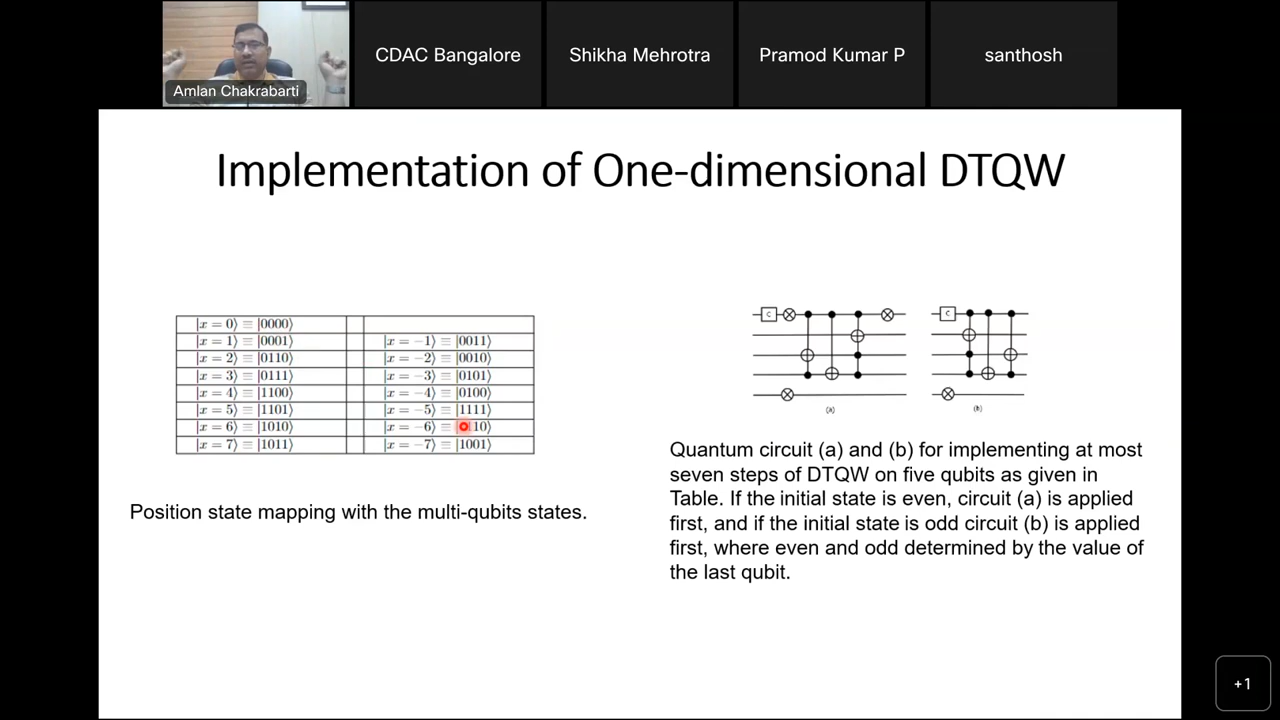 Amlan Chakrabarti
CDAC Bangalore
Shikha Mehrotra
Pramod Kumar P
santhosh
Implementation of One-dimensional DTQW
|x = 0⟩ ≡ |0000⟩
|x = 1⟩ ≡ |0001⟩ |x = −1⟩ ≡ |0011⟩
|x = 2⟩ ≡ |0110⟩ |x = −2⟩ ≡ |0010⟩
|x = 3⟩ ≡ |0111⟩ |x = −3⟩ ≡ |0101⟩
|x = 4⟩ ≡ |1100⟩ |x = −4⟩ ≡ |0100⟩
|x = 5⟩ ≡ |1101⟩ |x = −5⟩ ≡ |1111⟩
|x = 6⟩ ≡ |1010⟩ |x = −6⟩ ≡
|x = 7⟩ ≡ |1011⟩ |x = −7⟩ ≡ |1001⟩
Position state mapping with the multi-qubits states.
C C
(a) (b)
Quantum circuit (a) and (b) for implementing at most
seven steps of DTQW on five qubits as given in
Table. If the initial state is even, circuit (a) is applied
first, and if the initial state is odd circuit (b) is applied
first, where even and odd determined by the value of
the last qubit.
+1